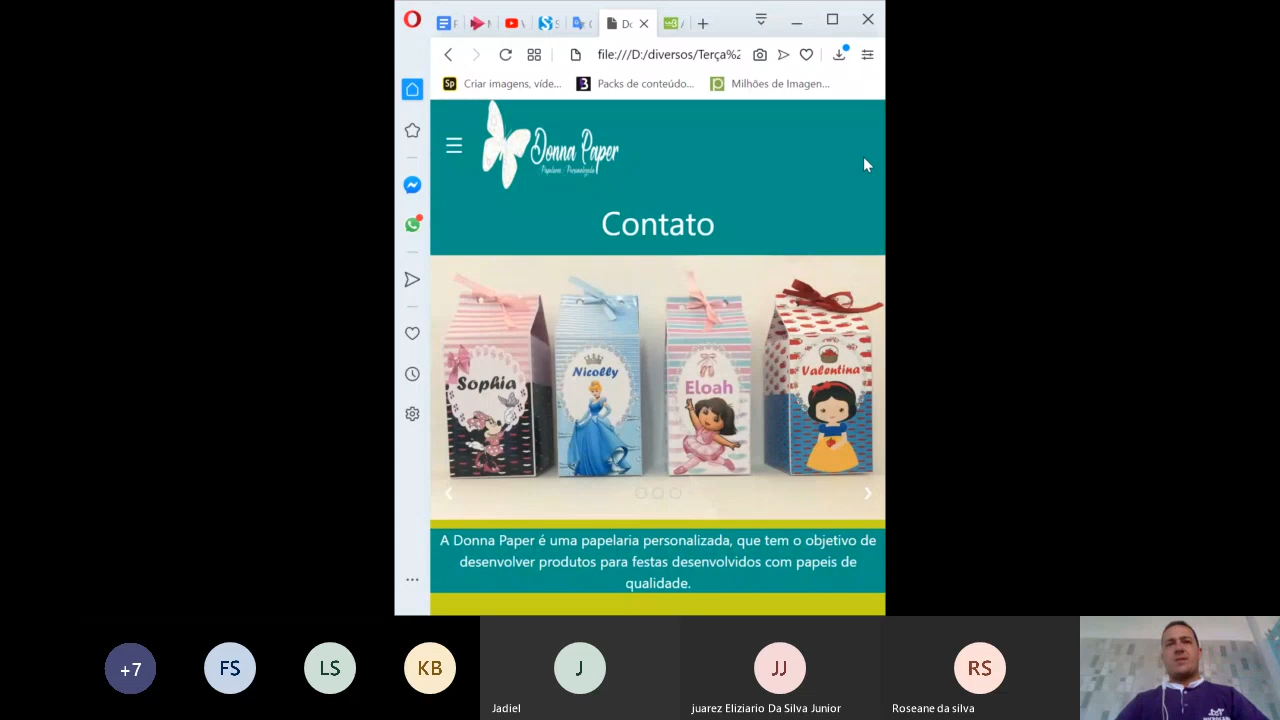 Do
file:///D:/diversos/Terça%2
Criar imagens, víde...
Packs de conteúdo...
Milhões de Imagen...
Donna Paper
Papelaria - Personalizada
Contato
Sophia
Nicolly
Eloah
Valentina
A Donna Paper é uma papelaria personalizada, que tem o objetivo de
desenvolver produtos para festas desenvolvidos com papeis de
qualidade.
+7
FS
LS
KB
J
JJ
RS
Jadiel
juarez Eliziario Da Silva Junior
Roseane da silva